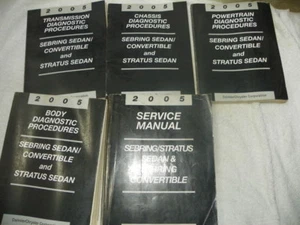 2005
TRANSMISSION
DIAGNOSTIC
PROCEDURES
SEBRING SEDAN/
CONVERTIBLE
and
STRATUS SEDAN
2005
CHASSIS
DIAGNOSTIC
PROCEDURES
SEBRING SEDAN/
CONVERTIBLE
and
STRATUS SEDAN
2005
POWERTRAIN
DIAGNOSTIC
PROCEDURES
SEBRING SEDAN/
CONVERTIBLE
and
STRATUS SEDAN
2005
BODY
DIAGNOSTIC
PROCEDURES
SEBRING SEDAN/
CONVERTIBLE
and
STRATUS SEDAN
2005
SERVICE
MANUAL
SEBRING/STRATUS
SEDAN &
SEBRING
CONVERTIBLE